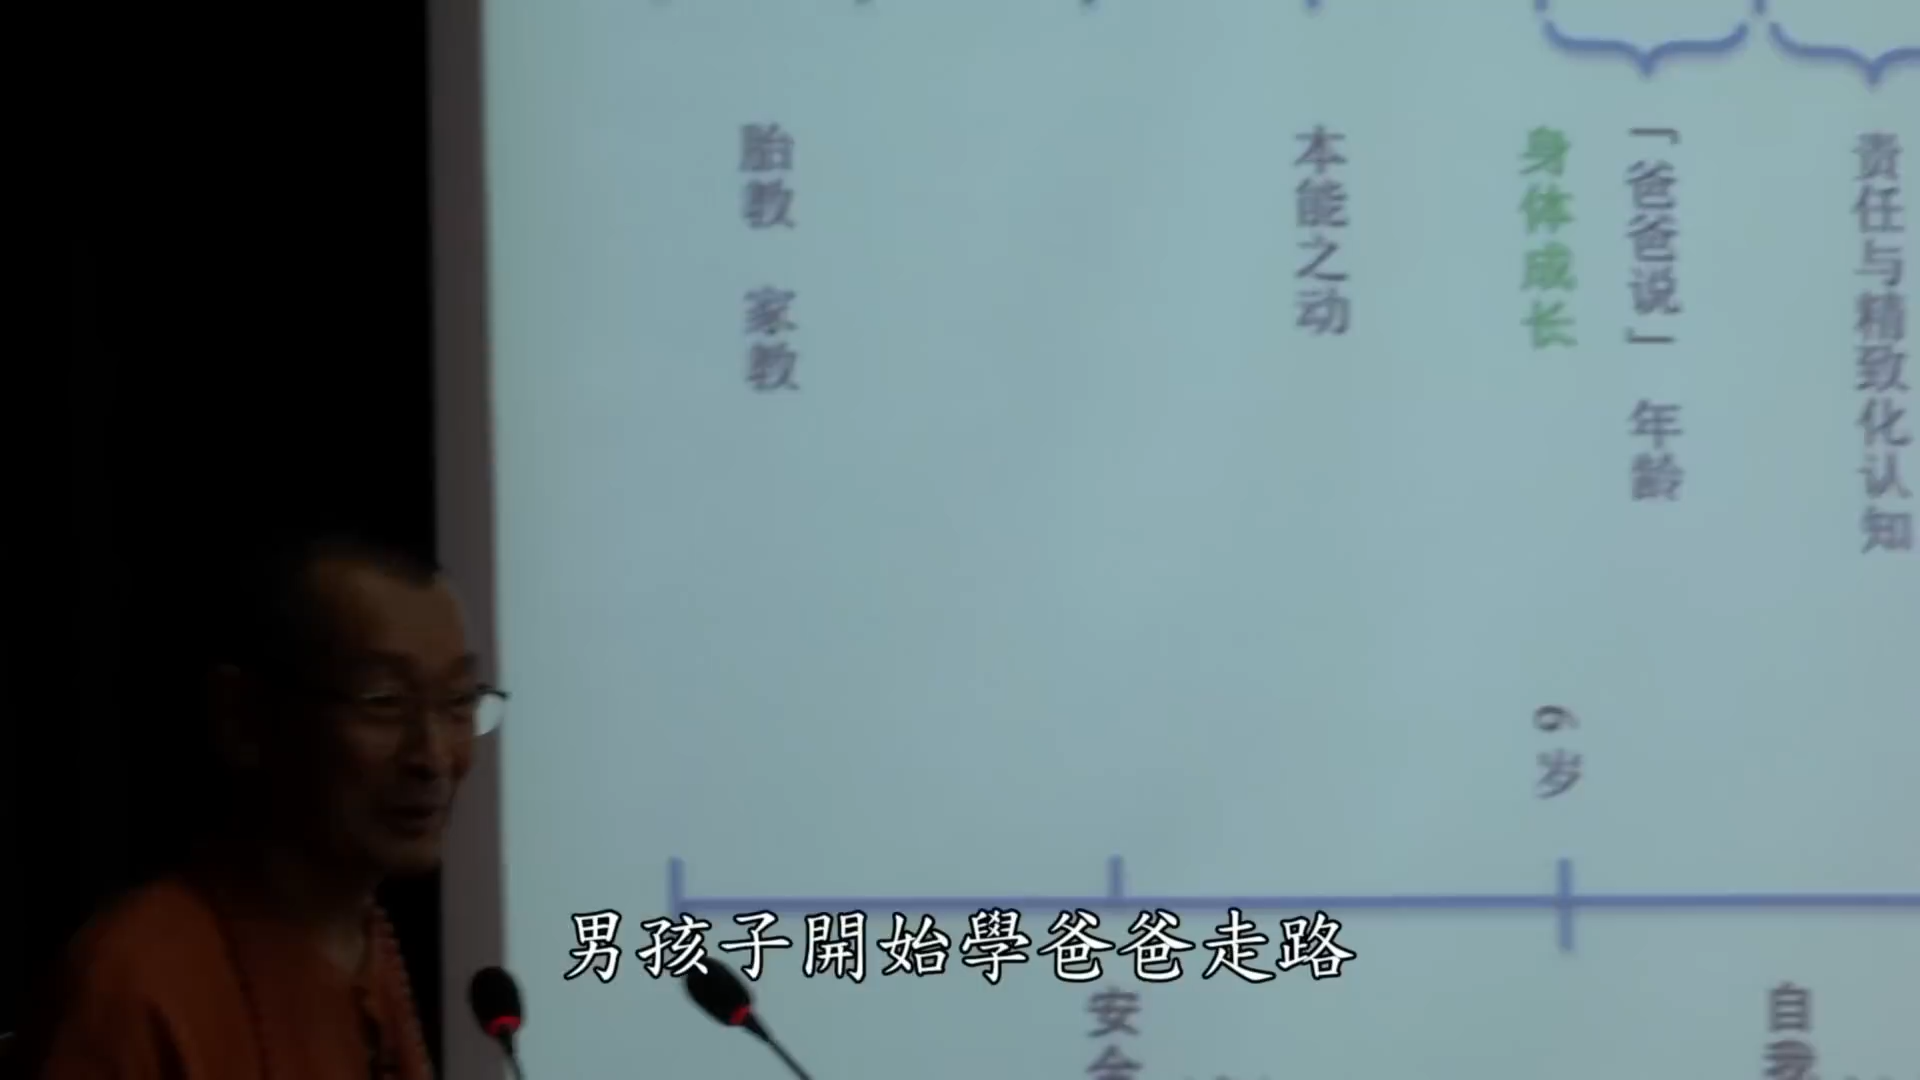 胎教 家教
本能之动
身体成长
「爸爸说」 年龄
责任与精致化认知
6岁
男孩子開始學爸爸走路
安全
自我